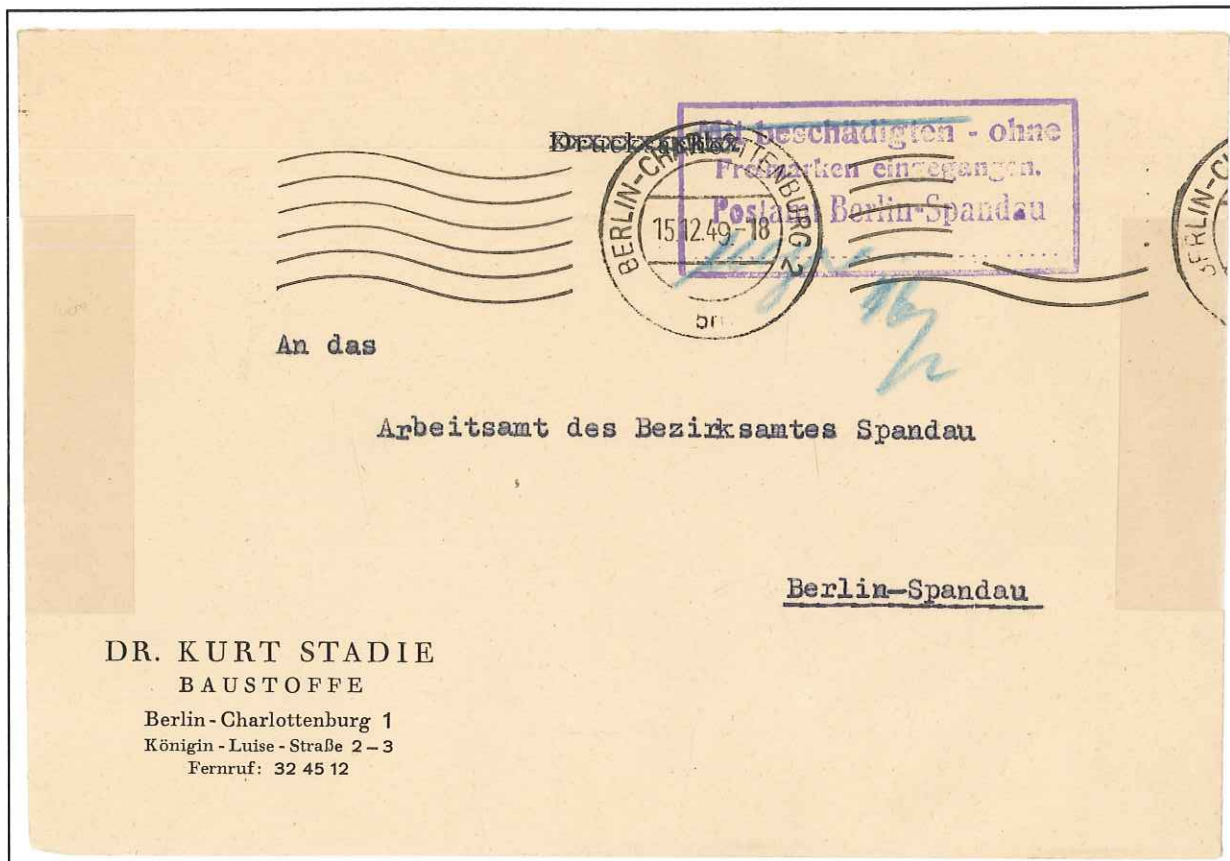 Drucksache
Mit beschädigten - ohne
Freimarken eingegangen.
Postamt Berlin-Spandau
BERLIN-CHARLOTTENBURG 2
15.12.49.-18
BERLIN-CH
An das
Arbeitsamt des Bezirksamtes Spandau
Berlin-Spandau
DR. KURT STADIE
BAUSTOFFE
Berlin - Charlottenburg 1
Königin - Luise - Straße 2 – 3
Fernruf: 32 45 12